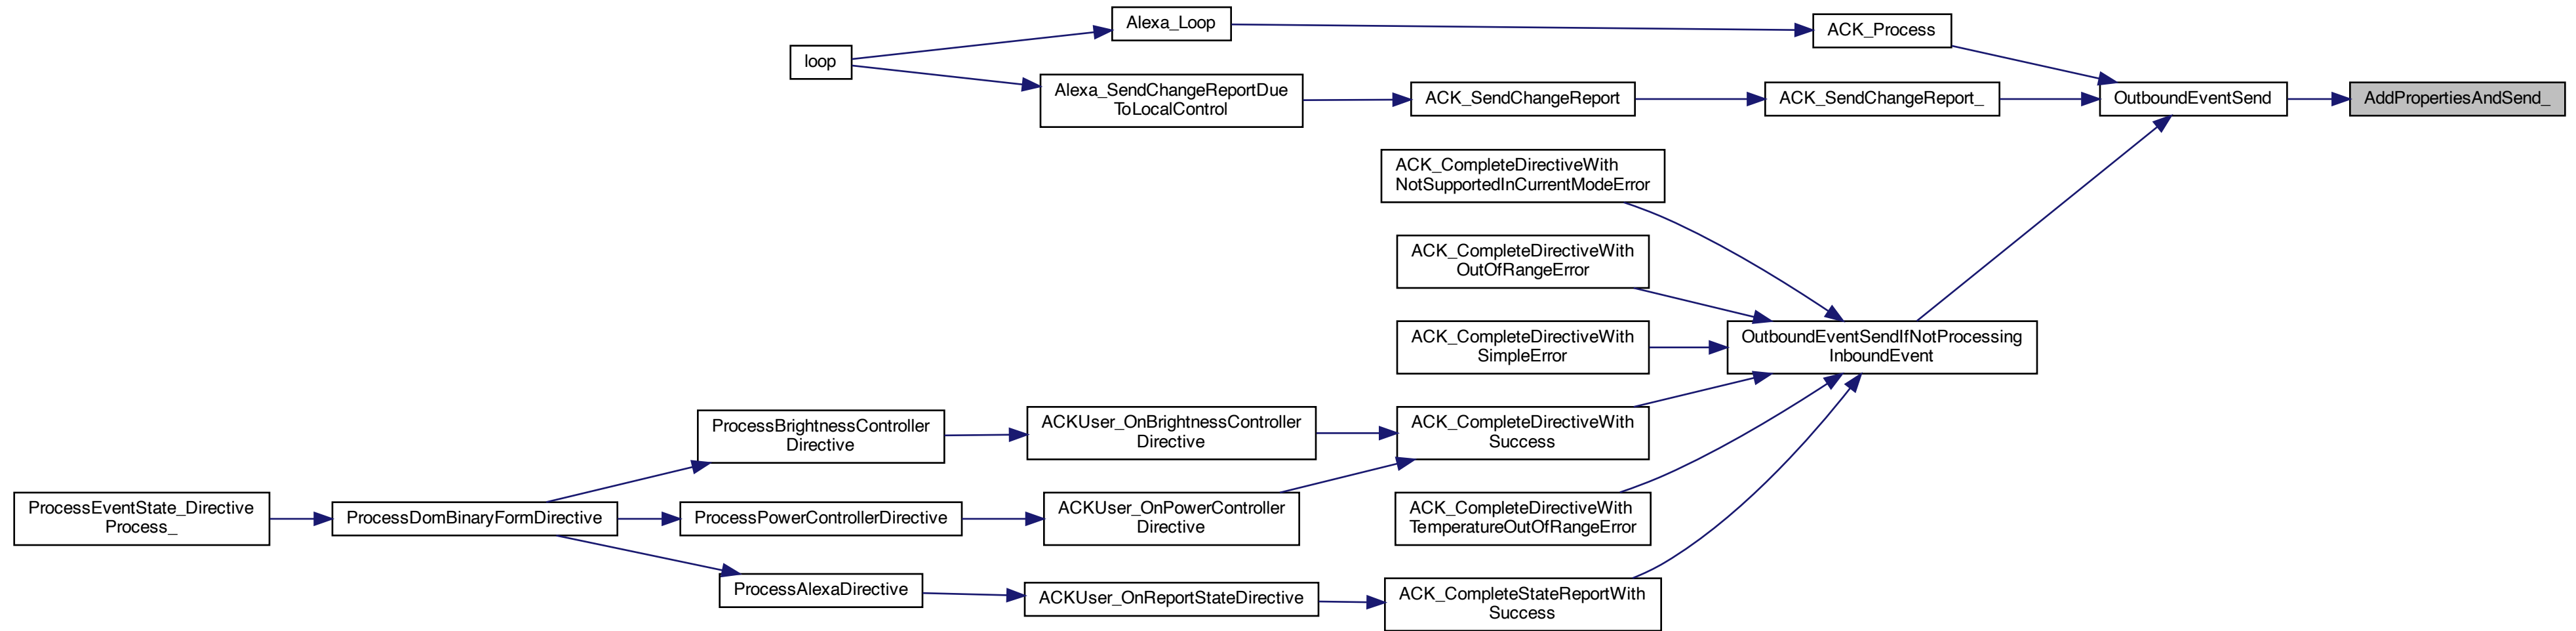 Alexa_Loop
ACK_Process
loop
Alexa_SendChangeReportDue
ToLocalControl
ACK_SendChangeReport
ACK_SendChangeReport_
OutboundEventSend
AddPropertiesAndSend_
ACK_CompleteDirectiveWith
NotSupportedInCurrentModeError
ACK_CompleteDirectiveWith
OutOfRangeError
ACK_CompleteDirectiveWith
SimpleError
OutboundEventSendIfNotProcessing
InboundEvent
ProcessBrightnessController
Directive
ACKUser_OnBrightnessController
Directive
ACK_CompleteDirectiveWith
Success
ProcessEventState_Directive
Process_
ProcessDomBinaryFormDirective
ProcessPowerControllerDirective
ACKUser_OnPowerController
Directive
ACK_CompleteDirectiveWith
TemperatureOutOfRangeError
ProcessAlexaDirective
ACKUser_OnReportStateDirective
ACK_CompleteStateReportWith
Success